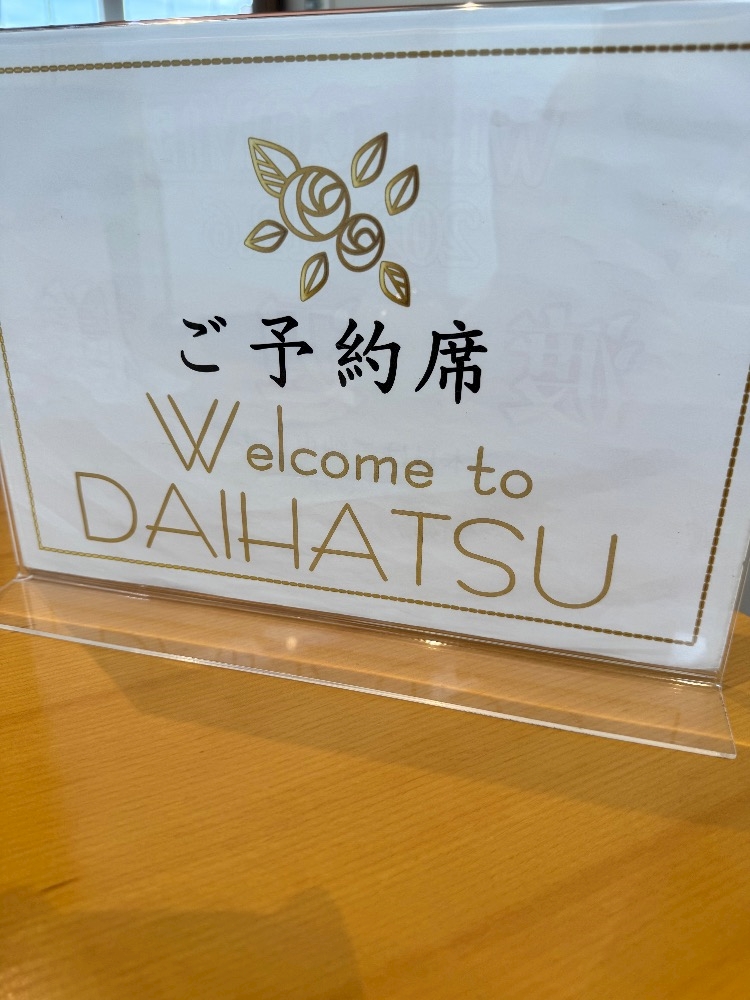 ご予約席
Welcome to
DAIHATSU